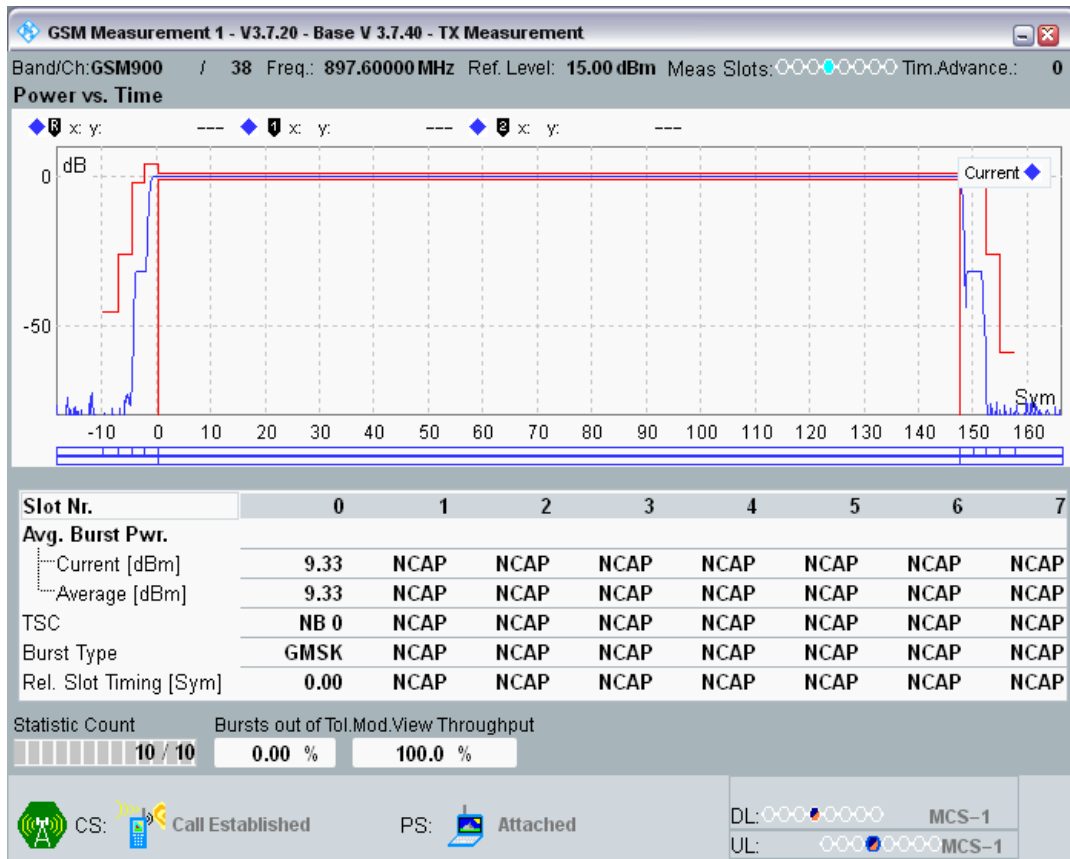 GSM Measurement 1 - V3.7.20 - Base V 3.7.40 - TX Measurement
Band/Ch:GSM900 / 38 Freq.: 897.60000 MHz Ref. Level: 15.00 dBm Meas Slots: Tim.Advance.: 0
Power vs. Time
R x: y: --- 1 x: y: --- 2 x: y: ---
dB
Current
0
-50
Sym
-10 0 10 20 30 40 50 60 70 80 90 100 110 120 130 140 150 160
Slot Nr. 0 1 2 3 4 5 6 7
Avg. Burst Pwr.
Current [dBm] 9.33 NCAP NCAP NCAP NCAP NCAP NCAP NCAP
Average [dBm] 9.33 NCAP NCAP NCAP NCAP NCAP NCAP NCAP
TSC NB 0 NCAP NCAP NCAP NCAP NCAP NCAP NCAP
Burst Type GMSK NCAP NCAP NCAP NCAP NCAP NCAP NCAP
Rel. Slot Timing [Sym] 0.00 NCAP NCAP NCAP NCAP NCAP NCAP NCAP
Statistic Count Bursts out of Tol.Mod.View Throughput
10 / 10 0.00 % 100.0 %
CS: Call Established PS: Attached
DL: MCS-1
UL: MCS-1